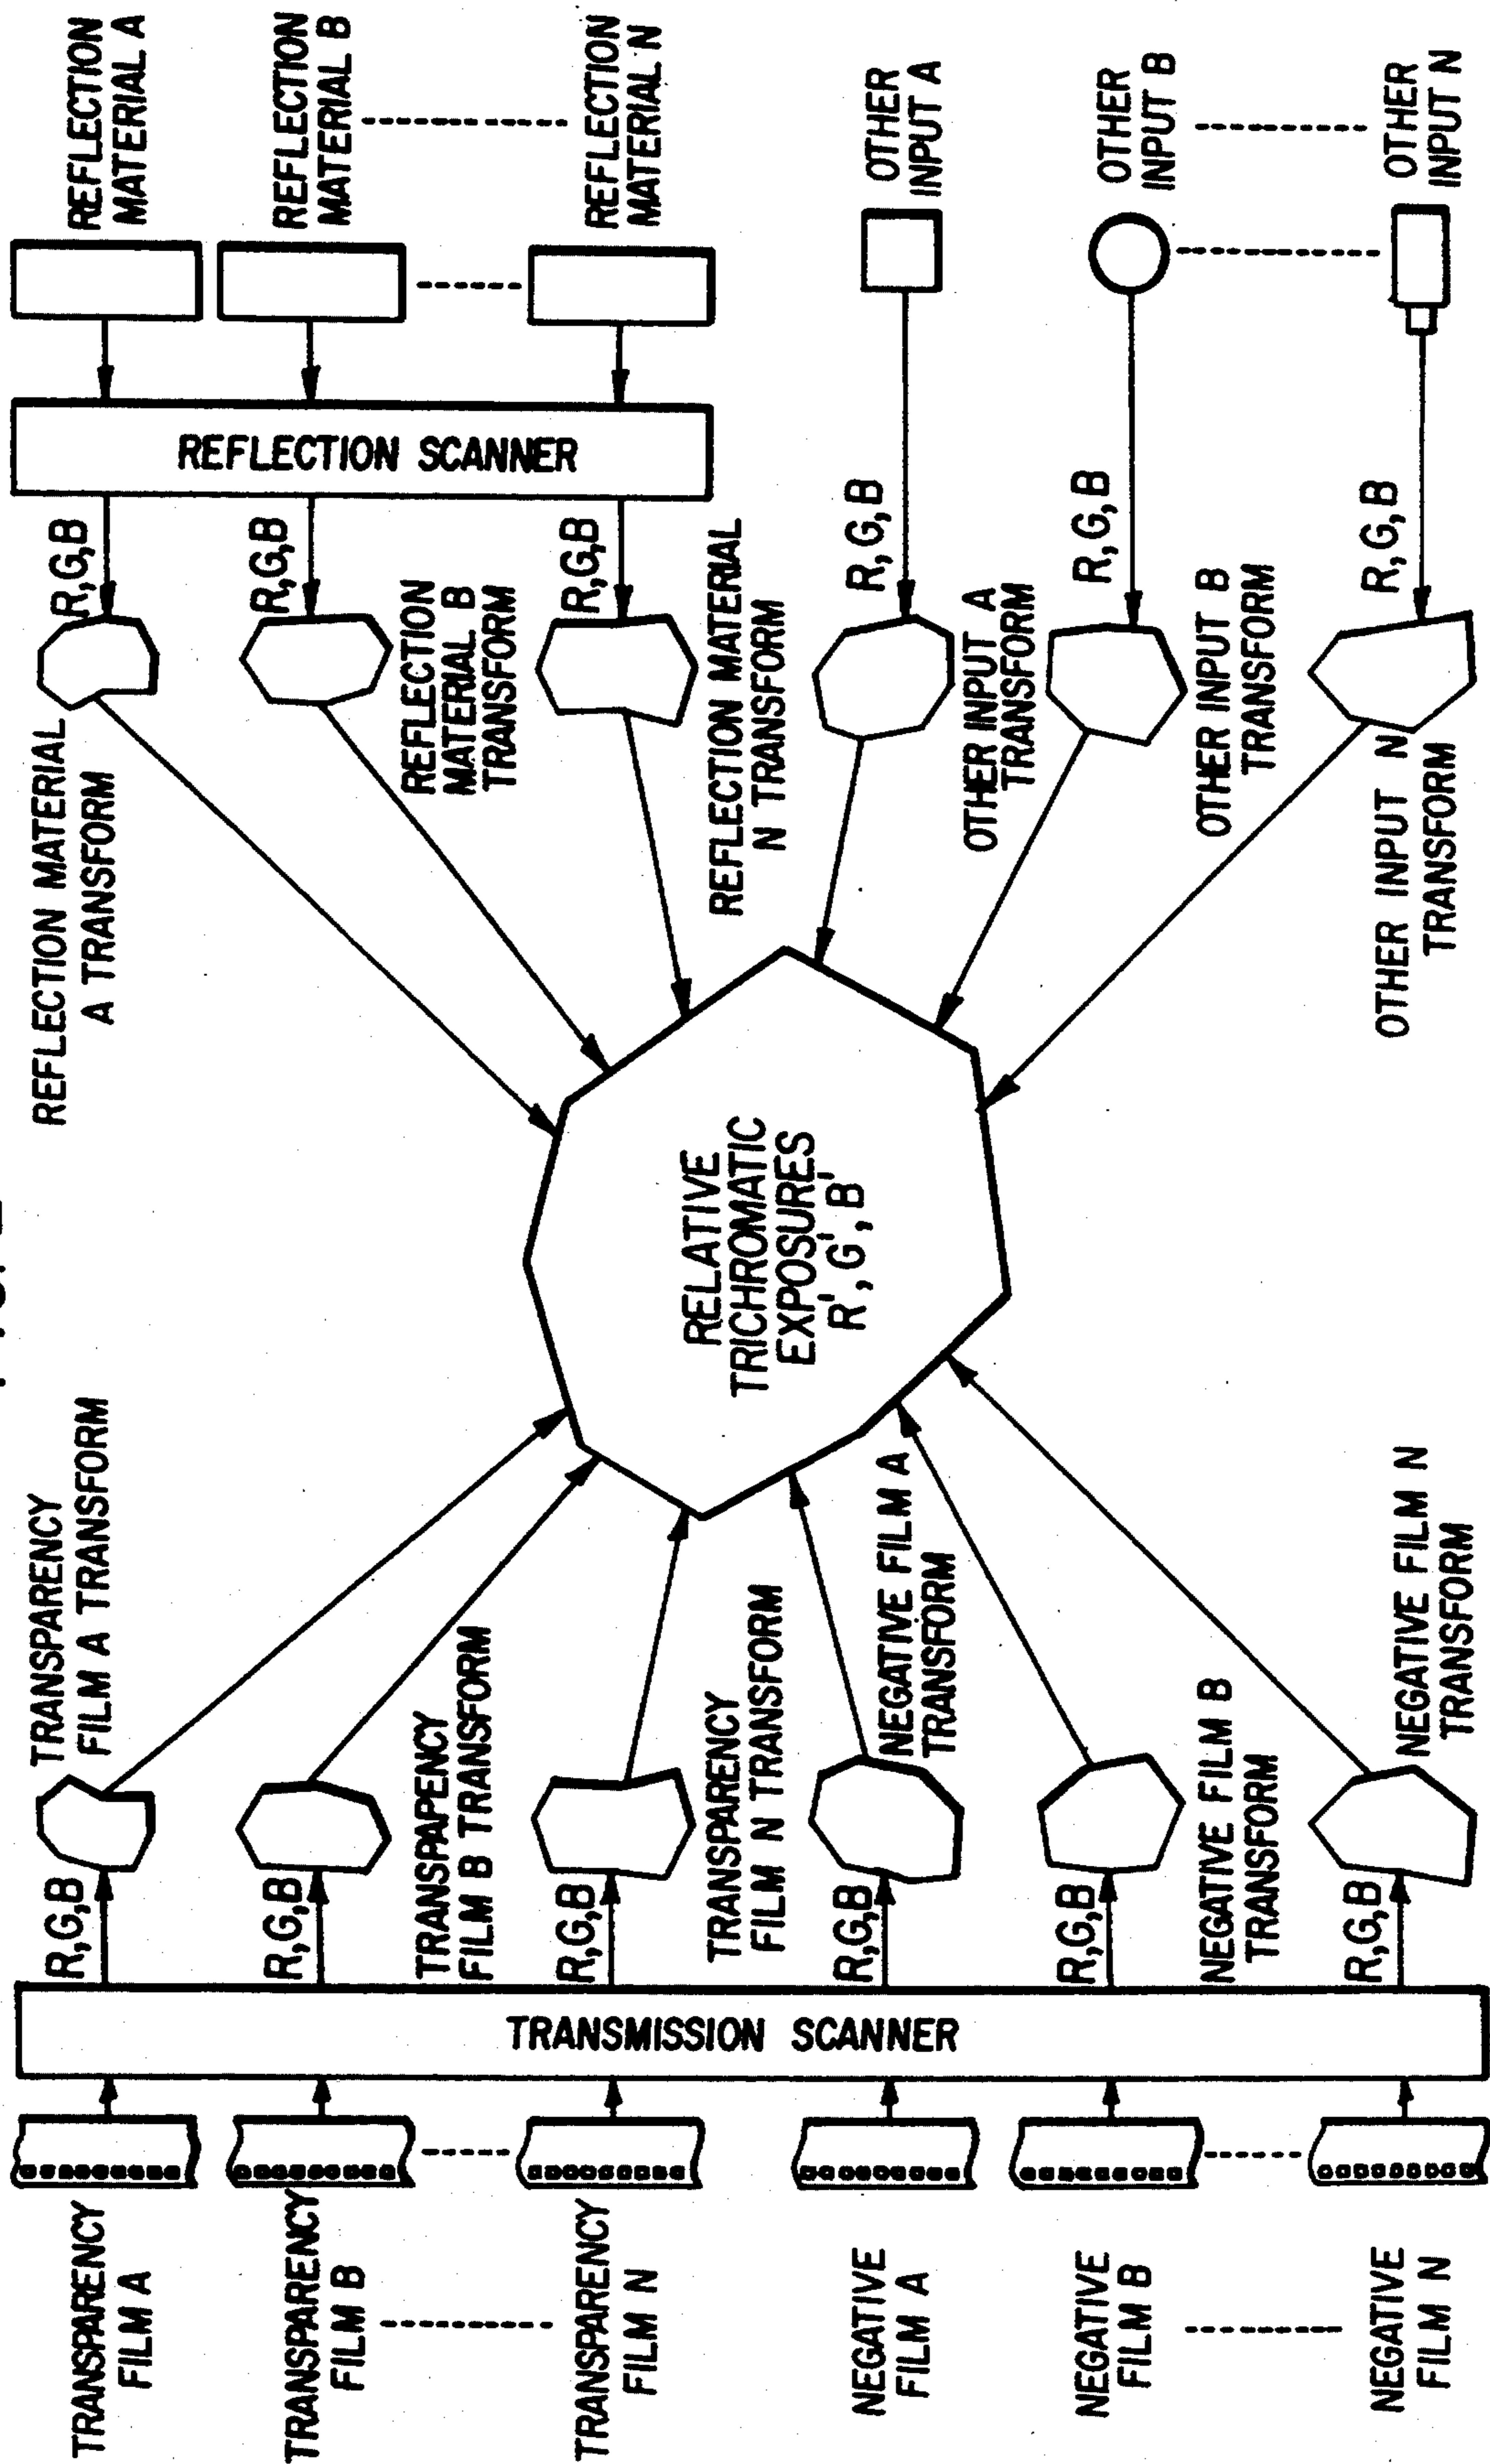 TRANSPARENCY
FILM A
TRANSPARENCY
FILM B
TRANSPARENCY
FILM N
NEGATIVE
FILM A
NEGATIVE
FILM B
NEGATIVE
FILM N
TRANSMISSION SCANNER
R,G,B
R,G,B
R,G,B
R,G,B
R,G,B
R,G,B
TRANSPARENCY
FILM A TRANSFORM
TRANSPAPENCY
FILM B TRANSFORM
TRANSPARENCY
FILM N TRANSFORM
NEGATIVE FILM A
TRANSFORM
NEGATIVE FILM B
TRANSFORM
NEGATIVE FILM N
TRANSFORM
RELATIVE
TRICHROMATIC
EXPOSURES
R',G',B'
REFLECTION MATERIAL
A TRANSFORM
REFLECTION
MATERIAL B
TRANSFORM
REFLECTION MATERIAL
N TRANSFORM
OTHER INPUT A
TRANSFORM
OTHER INPUT B
TRANSFORM
OTHER INPUT N
TRANSFORM
R,G,B
R,G,B
R,G,B
R,G,B
R,G,B
R,G,B
REFLECTION SCANNER
REFLECTION
MATERIAL A
REFLECTION
MATERIAL B
REFLECTION
MATERIAL N
OTHER
INPUT A
OTHER
INPUT B
OTHER
INPUT N